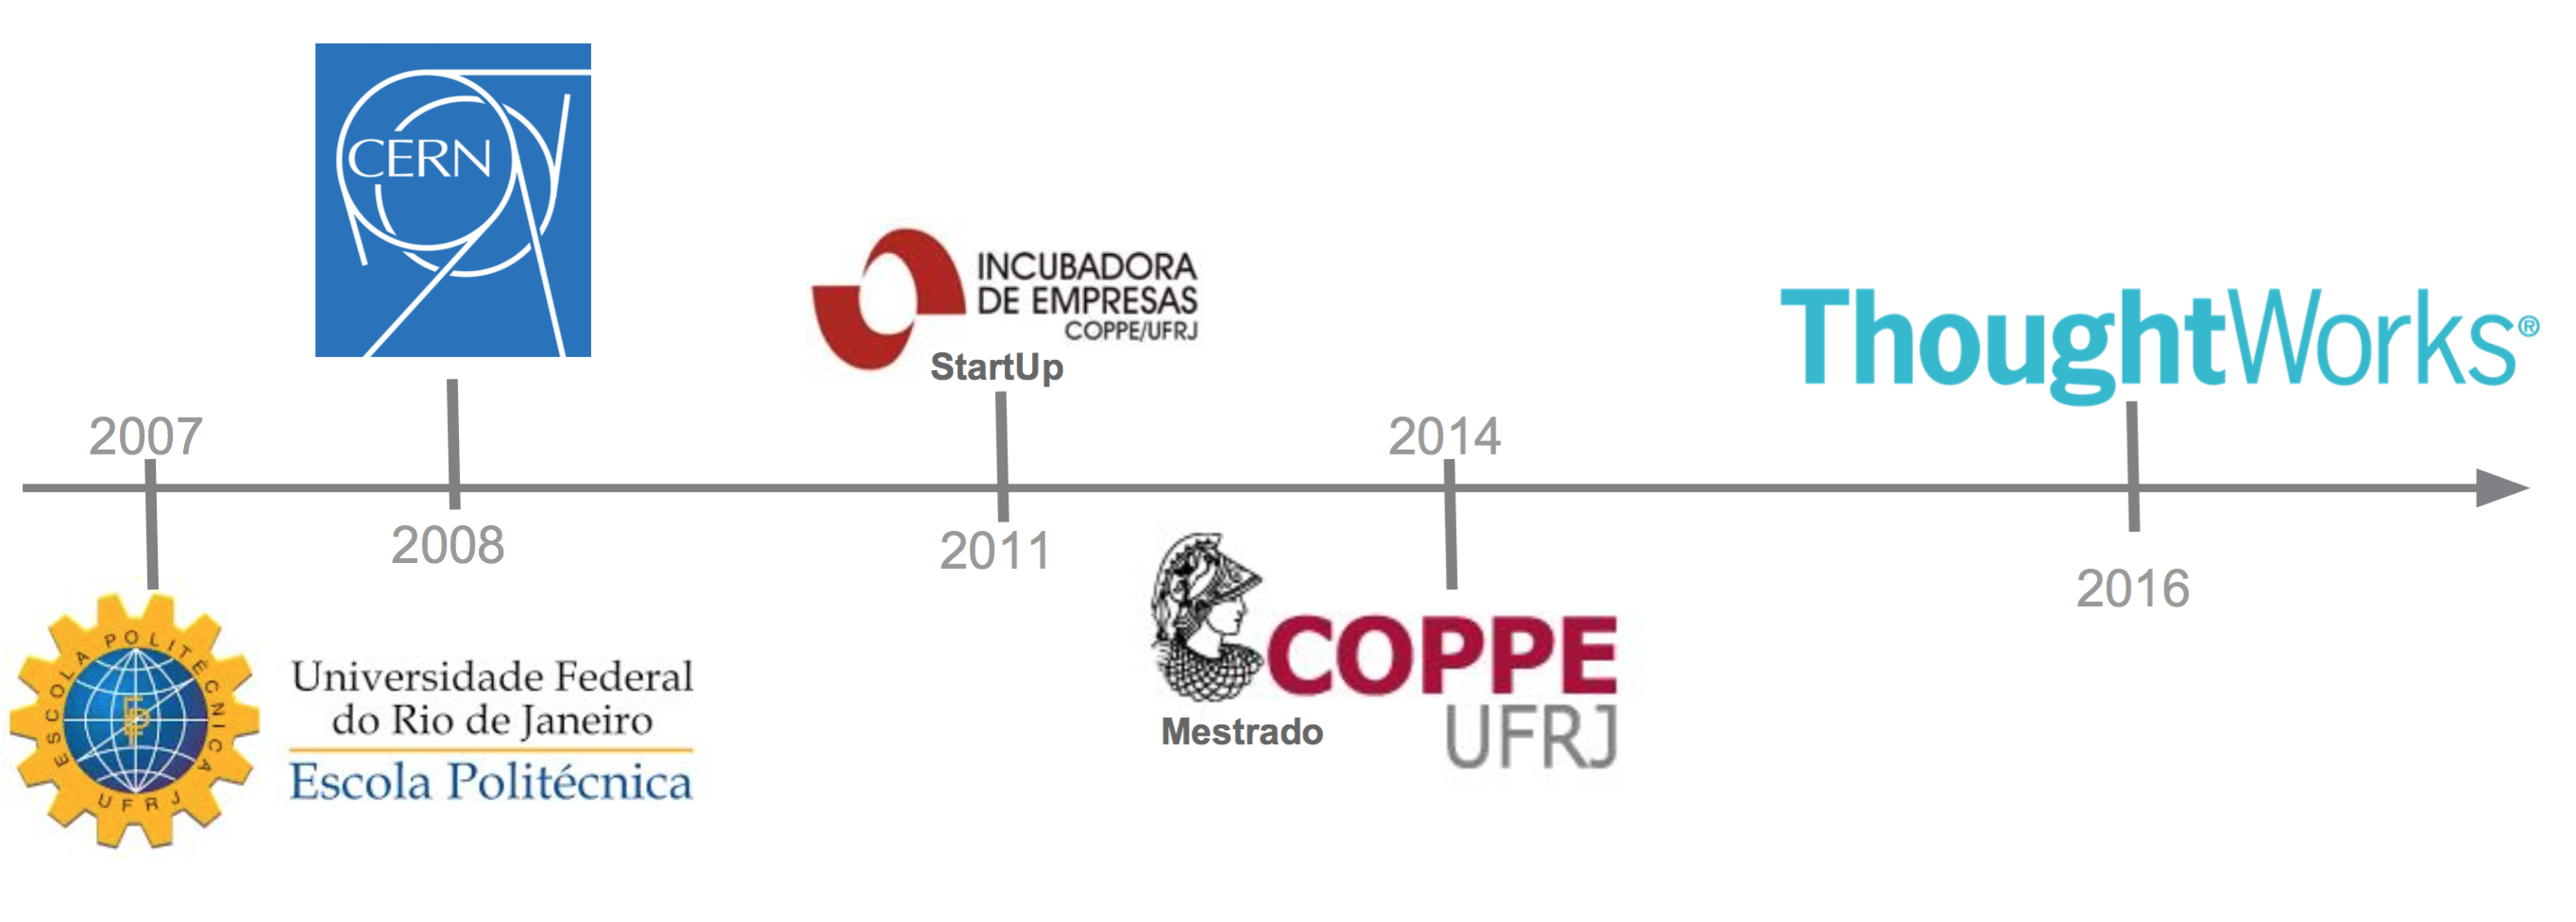 CERN
INCUBADORA
DE EMPRESAS
COPPE/UFRJ
StartUp
ThoughtWorks®
2007
2014
2008
2011
2016
ESCOLA POLITÉCNICA
UFRJ
Universidade Federal
do Rio de Janeiro
Escola Politécnica
COPPE
UFRJ
Mestrado